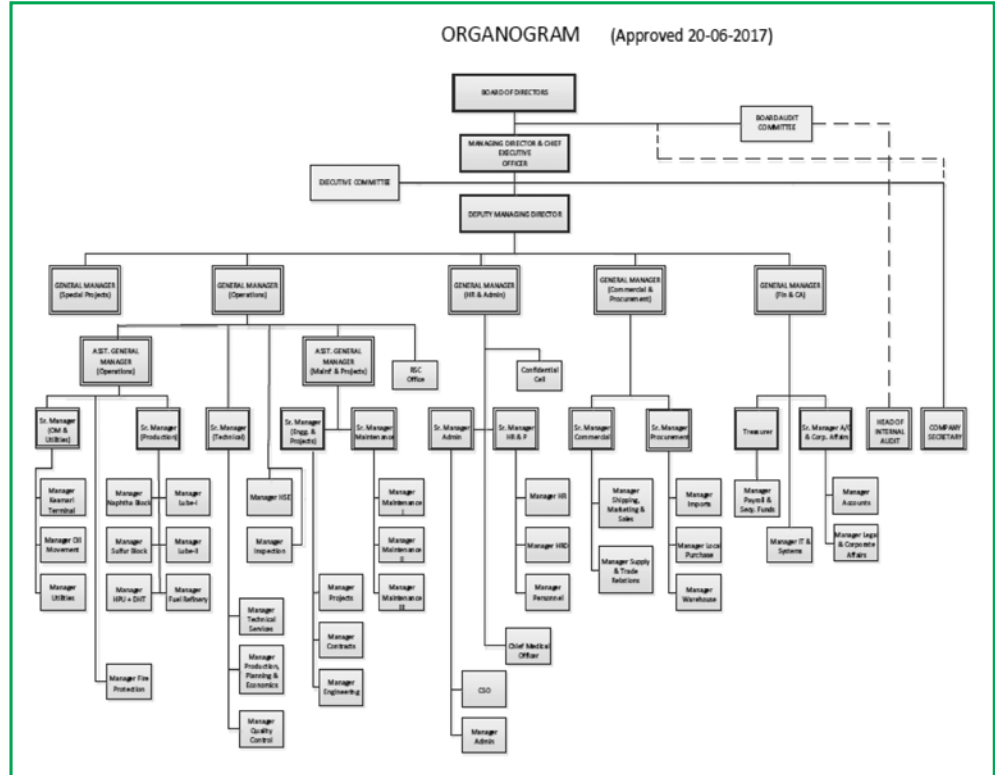 ORGANOGRAM (Approved 20-06-2017)
BOARD OF DIRECTORS
BOARD AUDIT
COMMITTEE
MANAGING DIRECTOR & CHIEF
EXECUTIVE
OFFICER
EXECUTIVE COMMITTEE
DEPUTY MANAGING DIRECTOR
GENERAL MANAGER
(Special Projects)
GENERAL MANAGER
(Operations)
GENERAL MANAGER
(HR & Admin)
GENERAL MANAGER
(Commercial &
Procurement)
GENERAL MANAGER
(Fin & CA)
ASST. GENERAL
MANAGER
(Operations)
ASST. GENERAL
MANAGER
(Maint' & Projects)
RSC
Office
Confidential
Cell
Sr. Manager
(OM &
Utilities)
Sr. Manager
(Production)
Sr. Manager
(Technical)
Sr. Manager
(Engg. &
Projects)
Sr. Manager
Maintenance
Sr. Manager
Admin
Sr. Manager
HR & P
Sr. Manager
Commercial
Sr. Manager
Procurement
Treasurer
Sr. Manager A/C
& Corp. Affairs
HEAD OF
INTERNAL
AUDIT
COMPANY
SECRETARY
Manager
Keamari
Terminal
Manager
Naphtha Block
Manager
Lube-I
Manager HSE
Manager
Maintenance
I
Manager HR
Manager
Shipping,
Marketing &
Sales
Manager
Imports
Manager
Payroll &
Seqy. Funds
Manager
Accounts
Manager Oil
Movement
Manager
Sulfur Block
Manager
Lube-II
Manager
Inspection
Manager
Maintenance II
Manager HRD
Manager Supply
& Trade
Relations
Manager Local
Purchase
Manager IT &
Systems
Manager Legal
& Corporate
Affairs
Manager
Utilities
Manager
HPU + DHT
Manager
Fuel Refinery
Manager
Projects
Manager
Maintenance
III
Manager
Personnel
Manager
Warehouse
Manager
Technical
Services
Manager
Contracts
Chief Medical
Officer
Manager Fire
Protection
Manager
Production,
Planning &
Economics
Manager
Engineering
CSO
Manager
Quality
Control
Manager
Admin